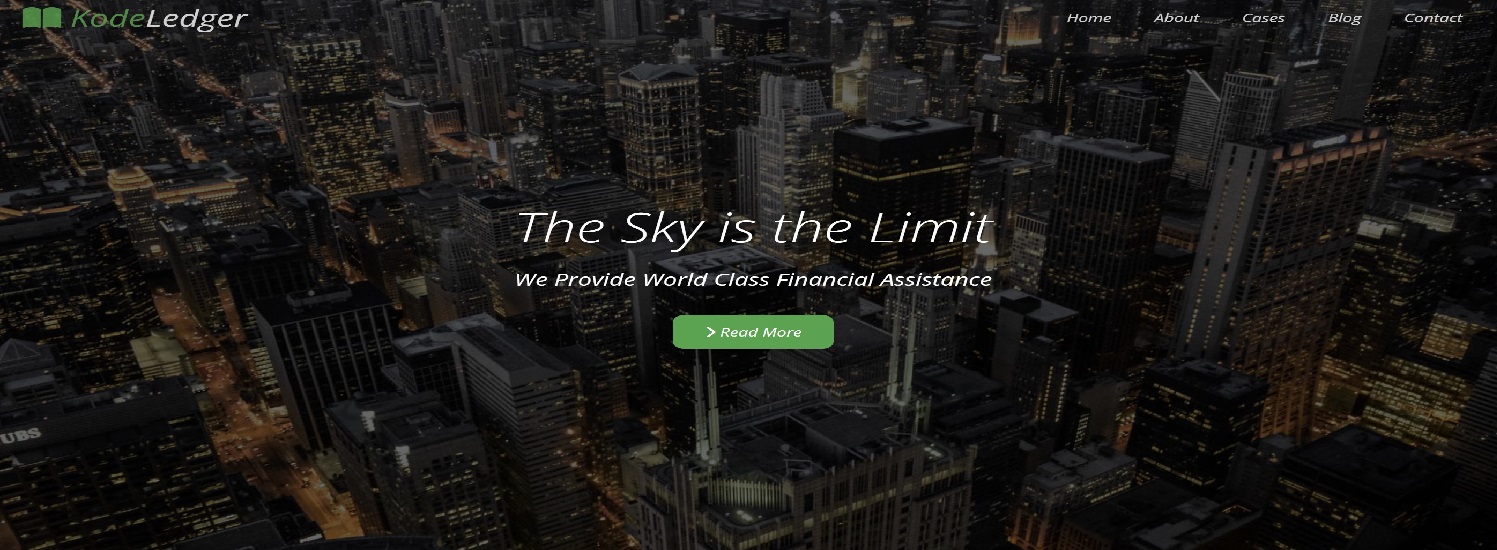 KodeLedger
Home About Cases Blog Contact
The Sky is the Limit
We Provide World Class Financial Assistance
> Read More
UBS